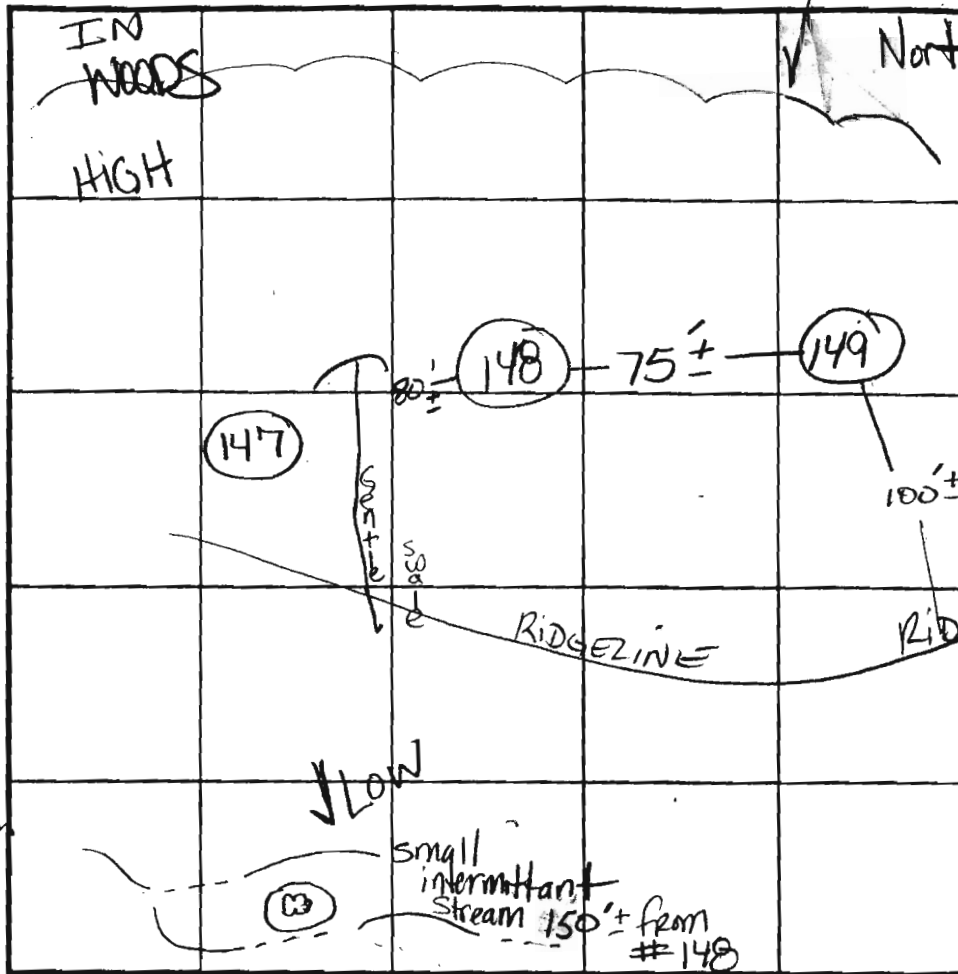 IN
WOODS
Nort
HIGH
80'±
148
75'±
149
147
100'±
Gentle
Swale
RIDGELINE
RID
LOW
small
intermittant
Stream 150'± from
#148